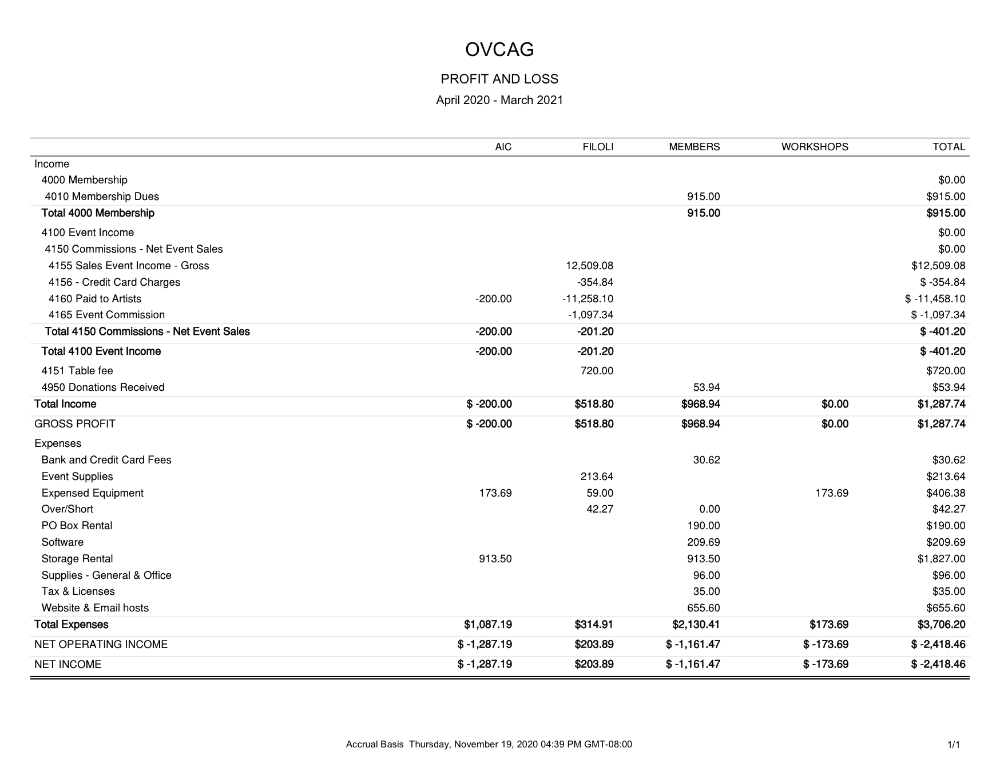 OVCAG
PROFIT AND LOSS
April 2020 - March 2021
AIC FILOLI MEMBERS WORKSHOPS TOTAL
Income
4000 Membership $0.00
4010 Membership Dues 915.00 $915.00
Total 4000 Membership 915.00 $915.00
4100 Event Income $0.00
4150 Commissions - Net Event Sales $0.00
4155 Sales Event Income - Gross 12,509.08 $12,509.08
4156 - Credit Card Charges -354.84 $ -354.84
4160 Paid to Artists -200.00 -11,258.10 $ -11,458.10
4165 Event Commission -1,097.34 $ -1,097.34
Total 4150 Commissions - Net Event Sales -200.00 -201.20 $ -401.20
Total 4100 Event Income -200.00 -201.20 $ -401.20
4151 Table fee 720.00 $720.00
4950 Donations Received 53.94 $53.94
Total Income $ -200.00 $518.80 $968.94 $0.00 $1,287.74
GROSS PROFIT $ -200.00 $518.80 $968.94 $0.00 $1,287.74
Expenses
Bank and Credit Card Fees 30.62 $30.62
Event Supplies 213.64 $213.64
Expensed Equipment 173.69 59.00 173.69 $406.38
Over/Short 42.27 0.00 $42.27
PO Box Rental 190.00 $190.00
Software 209.69 $209.69
Storage Rental 913.50 913.50 $1,827.00
Supplies - General & Office 96.00 $96.00
Tax & Licenses 35.00 $35.00
Website & Email hosts 655.60 $655.60
Total Expenses $1,087.19 $314.91 $2,130.41 $173.69 $3,706.20
NET OPERATING INCOME $ -1,287.19 $203.89 $ -1,161.47 $ -173.69 $ -2,418.46
NET INCOME $ -1,287.19 $203.89 $ -1,161.47 $ -173.69 $ -2,418.46
Accrual Basis Thursday, November 19, 2020 04:39 PM GMT-08:00 1/1